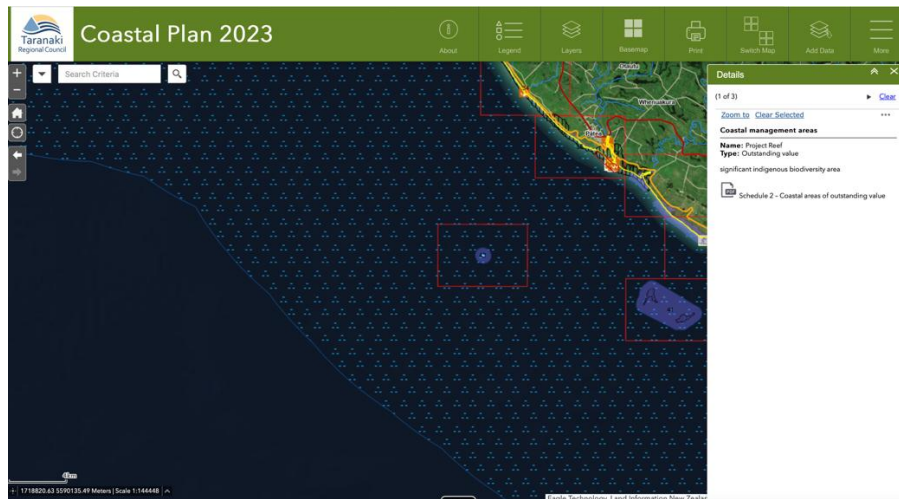 Taranaki
Regional Council
Coastal Plan 2023
About
Legend
Layers
Basemap
Print
Switch Map
Add Data
More
Search Criteria
Details
(1 of 3)
Clear
Zoom to Clear Selected
Coastal management areas
Name: Project Reef
Type: Outstanding value
significant indigenous biodiversity area
PDF
Schedule 2 - Coastal areas of outstanding value
Whenuakura
Patea
4km
1718820.63 5590135.49 Meters | Scale 1:144448
Eagle Technology, Land Information New Zealan